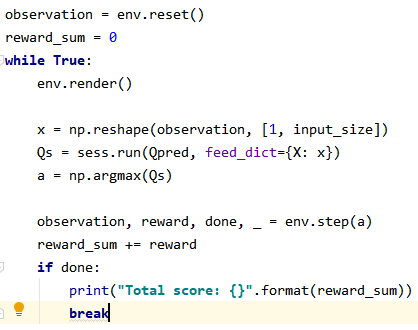 observation = env.reset()
reward_sum = 0
while True:
    env.render()
    x = np.reshape(observation, [1, input_size])
    Qs = sess.run(Qpred, feed_dict={X: x})
    a = np.argmax(Qs)
    observation, reward, done, _ = env.step(a)
    reward_sum += reward
    if done:
        print("Total score: {}".format(reward_sum))
        break